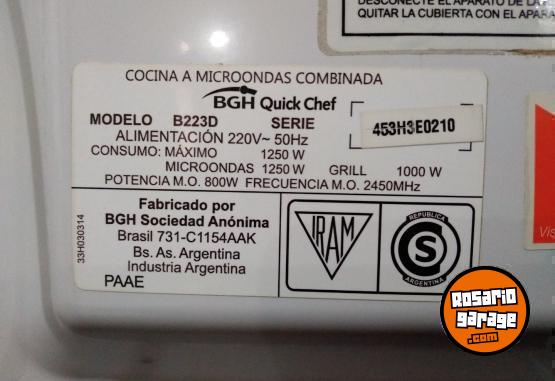 DESCONECTE EL APARATO DE LA
QUITAR LA CUBIERTA CON EL APARA
COCINA A MICROONDAS COMBINADA
BGH Quick Chef
MODELO B223D SERIE 453H3E0210
ALIMENTACIÓN 220V~ 50Hz
CONSUMO: MÁXIMO 1250 W
MICROONDAS 1250 W GRILL 1000 W
POTENCIA M.O. 800W FRECUENCIA M.O. 2450MHz
Fabricado por
BGH Sociedad Anónima
Brasil 731-C1154AAK
Bs. As. Argentina
Industria Argentina
PAAE
33H030314
IRAM
REPUBLICA
S
ARGENTINA
Vis
Rosario
garage
.com